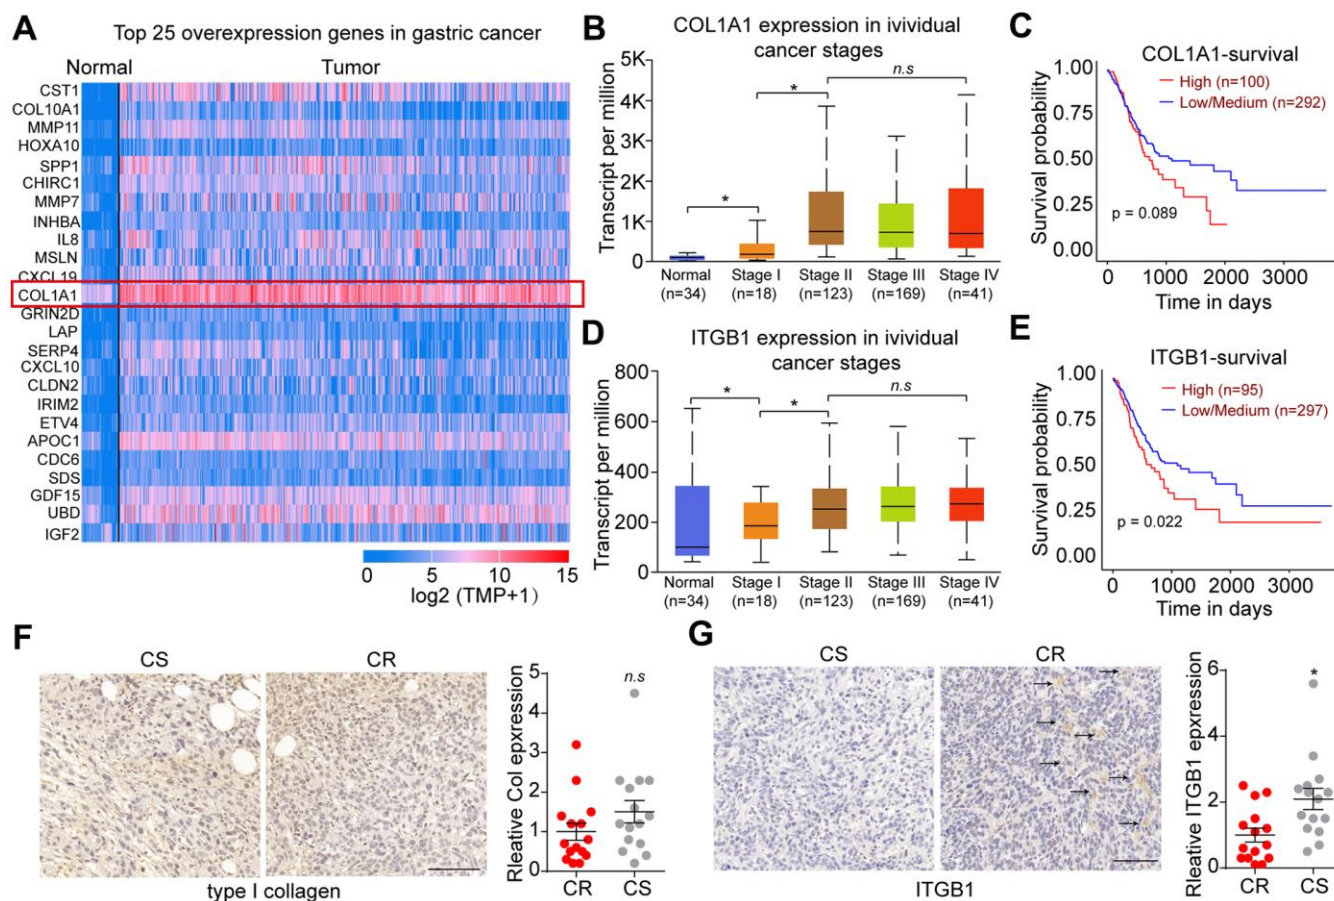 A
Top 25 overexpression genes in gastric cancer
Normal Tumor
CST1
COL10A1
MMP11
HOXA10
SPP1
CHIRC1
MMP7
INHBA
IL8
MSLN
CXCL19
COL1A1
GRIN2D
LAP
SERP4
CXCL10
CLDN2
IRIM2
ETV4
APOC1
CDC6
SDS
GDF15
UBD
IGF2
0 5 10 15
log2 (TMP+1)
B
COL1A1 expression in ividual
cancer stages
Transcript per million
5K
4K
3K
2K
1K
0
*
*
n.s
Normal Stage I Stage II Stage III Stage IV
(n=34) (n=18) (n=123) (n=169) (n=41)
C
COL1A1-survival
High (n=100)
Low/Medium (n=292)
Survival probability
1.00
0.75
0.50
0.25
0.00
p = 0.089
0 1000 2000 3000
Time in days
D
ITGB1 expression in ividual
cancer stages
Transcript per million
800
600
400
200
0
*
*
n.s
Normal Stage I Stage II Stage III Stage IV
(n=34) (n=18) (n=123) (n=169) (n=41)
E
ITGB1-survival
High (n=95)
Low/Medium (n=297)
Survival probability
1.00
0.75
0.50
0.25
0.00
p = 0.022
0 1000 2000 3000
Time in days
F
CS CR
type I collagen
Rleative Col epxrression
5
4
3
2
1
0
n.s
CR CS
G
CS CR
ITGB1
Rleative ITGB1 epxrression
6
4
2
0
*
CR CS